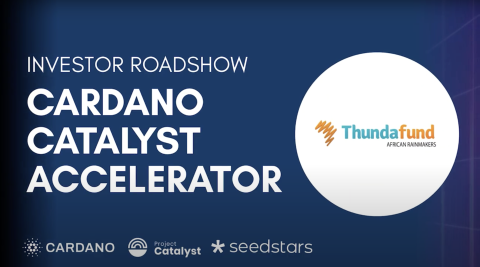 INVESTOR ROADSHOW
CARDANO
CATALYST
ACCELERATOR
Thundafund
AFRICAN RAINMAKERS
CARDANO
Project
Catalyst
seedstars